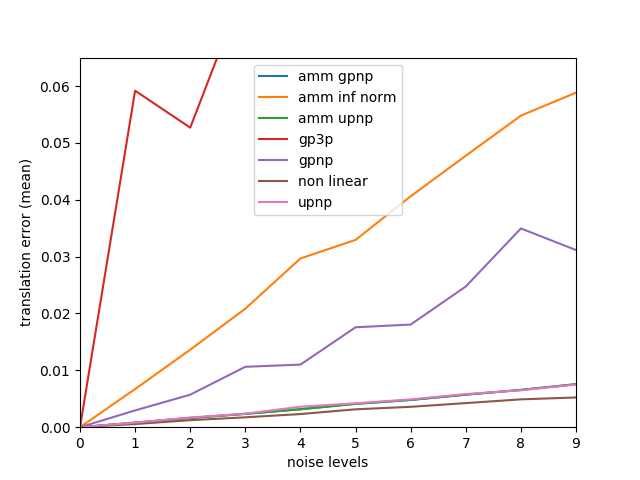 amm gpnp
amm inf norm
amm upnp
gp3p
gpnp
non linear
upnp
translation error (mean)
0.06
0.05
0.04
0.03
0.02
0.01
0.00
0 1 2 3 4 5 6 7 8 9
noise levels